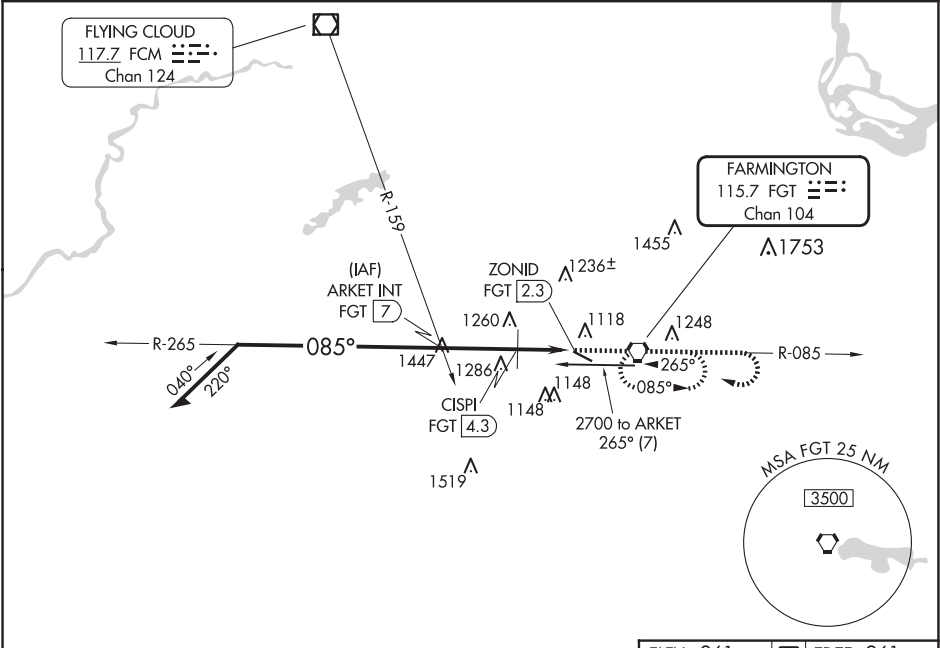 FLYING CLOUD
117.7 FCM
Chan 124
R-159
FARMINGTON
115.7 FGT
Chan 104
1455
1753
(IAF)
ARKET INT
FGT 7
ZONID
FGT 2.3
1236±
1260
1118
1248
R-265
085°
1447
1286
R-085
265°
085°
040°
220°
CISPI
FGT 4.3
1148
1148
2700 to ARKET
265° (7)
1519
MSA FGT 25 NM
3500